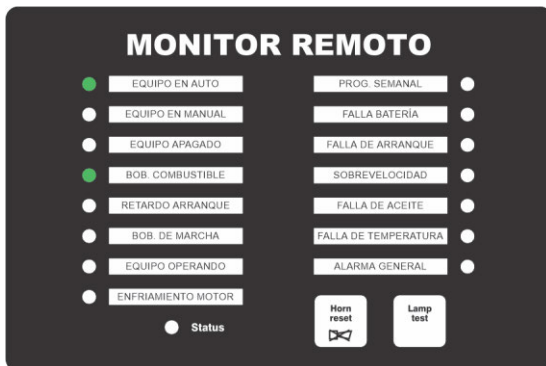 MONITOR REMOTO
EQUIPO EN AUTO
EQUIPO EN MANUAL
EQUIPO APAGADO
BOB. COMBUSTIBLE
RETARDO ARRANQUE
BOB. DE MARCHA
EQUIPO OPERANDO
ENFRIAMIENTO MOTOR
Status
PROG. SEMANAL
FALLA BATERÍA
FALLA DE ARRANQUE
SOBREVELOCIDAD
FALLA DE ACEITE
FALLA DE TEMPERATURA
ALARMA GENERAL
Horn
reset
Lamp
test